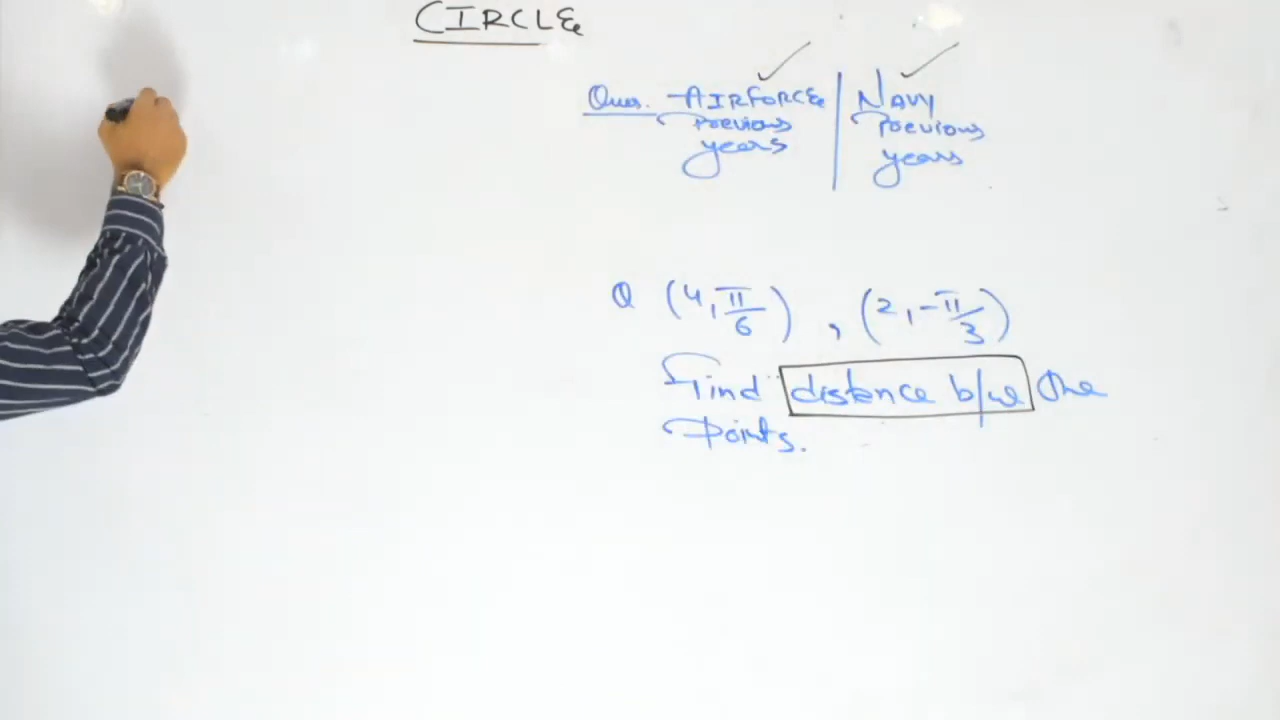 CIRCLE
Ques. AIRFORCE | NAVY
Previous Previous
years years
Q (4, π/6) , (2, -π/3)
Find distance b/w the
Points.